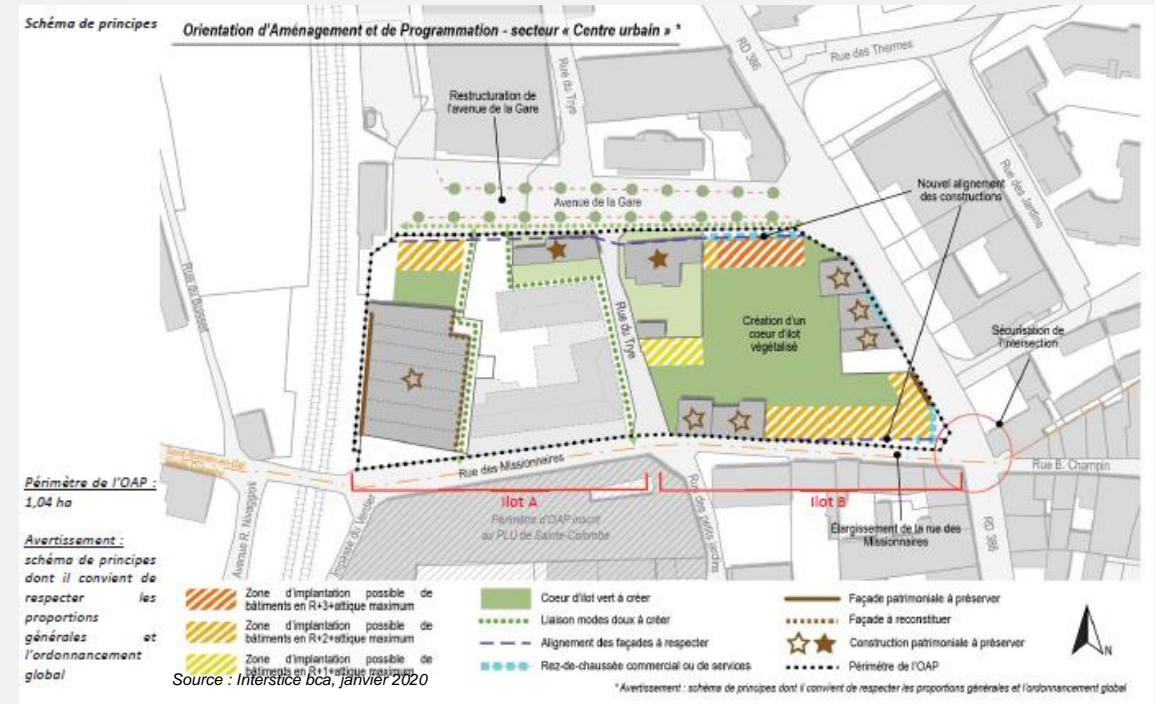 Schéma de principes
Orientation d'Aménagement et de Programmation - secteur « Centre urbain » *
RD 386
Rue des Thermes
Rue du Trye
Restructuration de
l'avenue de la Gare
Rue des Jardins
Nouvel alignement
des constructions
Avenue de la Gare
Rue du Buisset
Rue du Trye
Création d'un
coeur d'îlot
végétalisé
Sécurisation de
l'intersection
Rue des Missionnaires
Rue B. Champin
Périmètre de l'OAP :
1,04 ha
Ilot A
Ilot B
Périmètre d'OAP inscrit
au PLU de Sainte-Colombe
Élargissement de la rue des
Missionnaires
Avenue R. Nivaggioli
Impasse du Verdier
Rue des petits jardins
RD 386
Avertissement :
schéma de principes
dont il convient de
respecter les
proportions
générales et
l'ordonnancement
global
Zone d'implantation possible de
bâtiments en R+3+attique maximum
Zone d'implantation possible de
bâtiments en R+2+attique maximum
Zone d'implantation possible de
bâtiments en R+1+attique maximum
Coeur d'îlot vert à créer
Liaison modes doux à créer
Alignement des façades à respecter
Rez-de-chaussée commercial ou de services
Façade patrimoniale à préserver
Façade à reconstituer
Construction patrimoniale à préserver
Périmètre de l'OAP
N
Source : Interstice bca, janvier 2020
* Avertissement : schéma de principes dont il convient de respecter les proportions générales et l'ordonnancement global